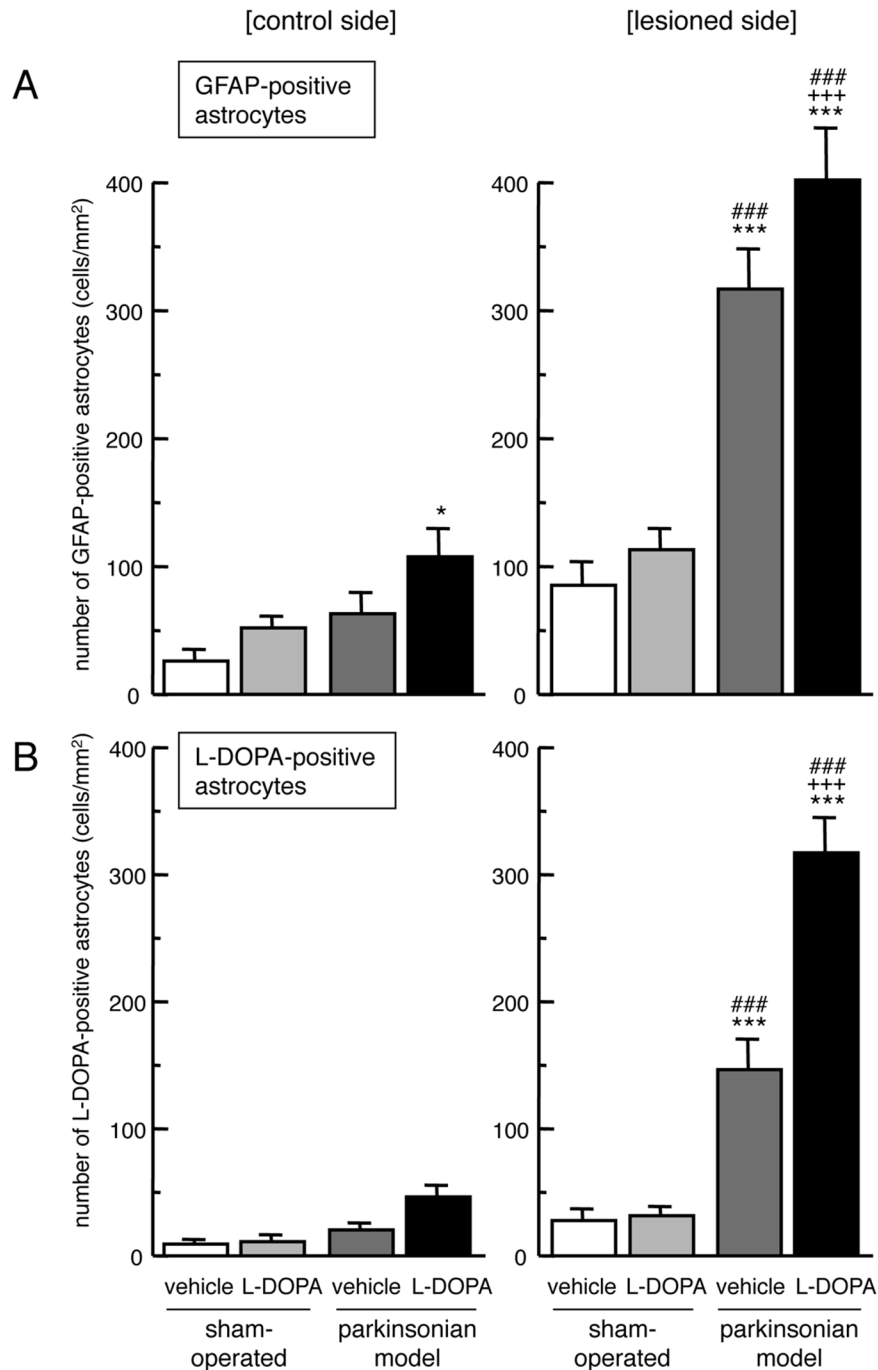 [control side] [lesioned side]
A
GFAP-positive
astrocytes
number of GFAP-positive astrocytes (cells/mm²)
400
300
200
100
0
*
400
300
200
100
0
###
***
###
+++
***
B
L-DOPA-positive
astrocytes
number of L-DOPA-positive astrocytes (cells/mm²)
400
300
200
100
0
400
300
200
100
0
###
***
###
+++
***
vehicle L-DOPA vehicle L-DOPA vehicle L-DOPA vehicle L-DOPA
sham- parkinsonian sham- parkinsonian
operated model operated model